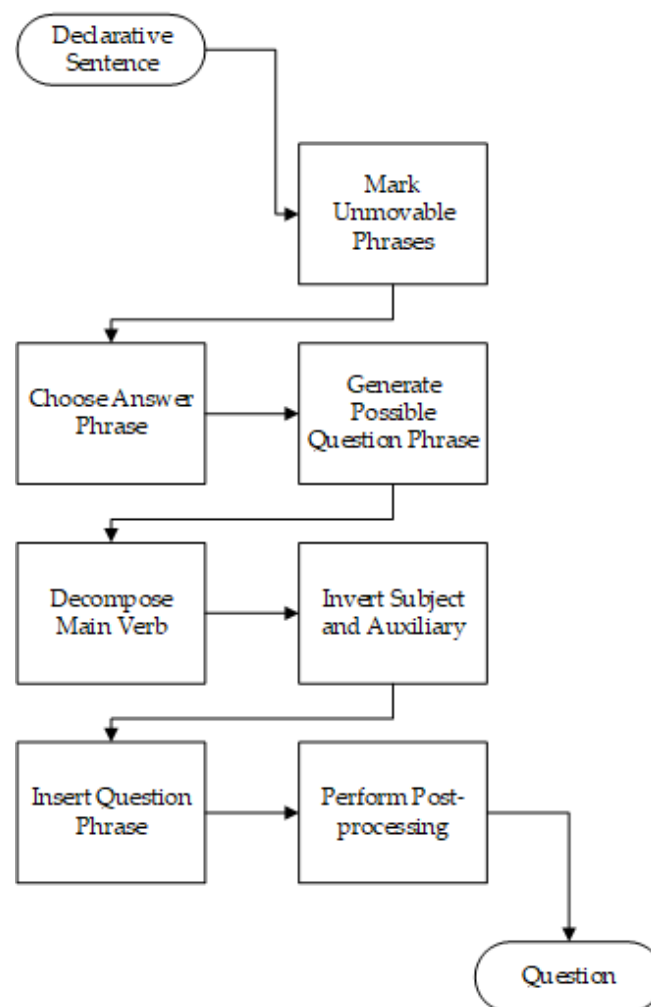 Declarative
Sentence
Mark
Unmovable
Phrases
Choose Answer
Phrase
Generate
Possible
Question Phrase
Decompose
Main Verb
Invert Subject
and Auxiliary
Insert Question
Phrase
Perform Post-
processing
Question